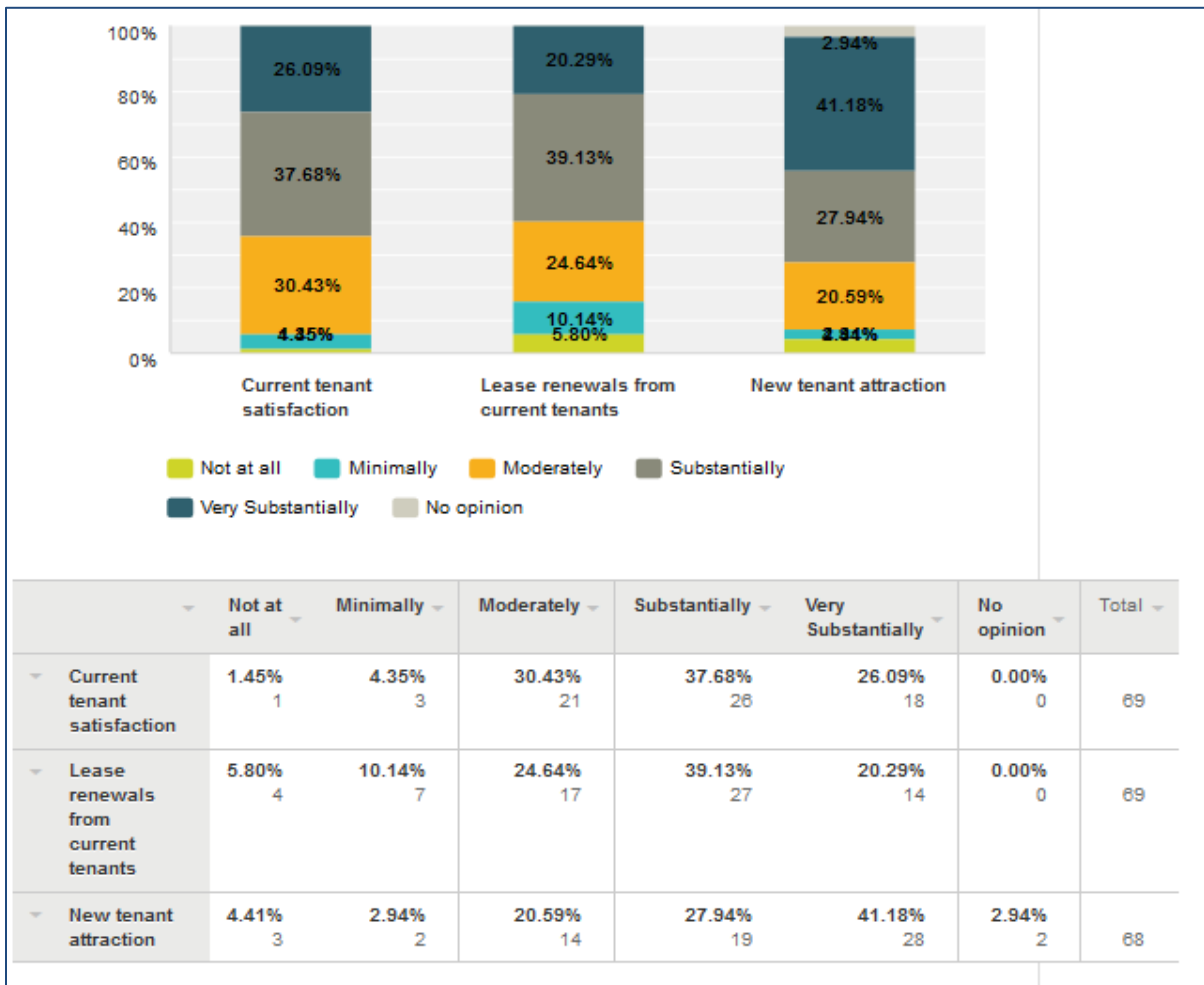 100%
80%
60%
40%
20%
0%
26.09%
37.68%
30.43%
4.35%
20.29%
39.13%
24.64%
10.14%
5.80%
2.94%
41.18%
27.94%
20.59%
Current tenant
satisfaction
Lease renewals from
current tenants
New tenant attraction
Not at all Minimally Moderately Substantially
Very Substantially No opinion
Not at all Minimally Moderately Substantially Very Substantially No opinion Total
Current tenant satisfaction 1.45% 4.35% 30.43% 37.68% 26.09% 0.00%
1 3 21 26 18 0 69
Lease renewals from current tenants 5.80% 10.14% 24.64% 39.13% 20.29% 0.00%
4 7 17 27 14 0 69
New tenant attraction 4.41% 2.94% 20.59% 27.94% 41.18% 2.94%
3 2 14 19 28 2 68